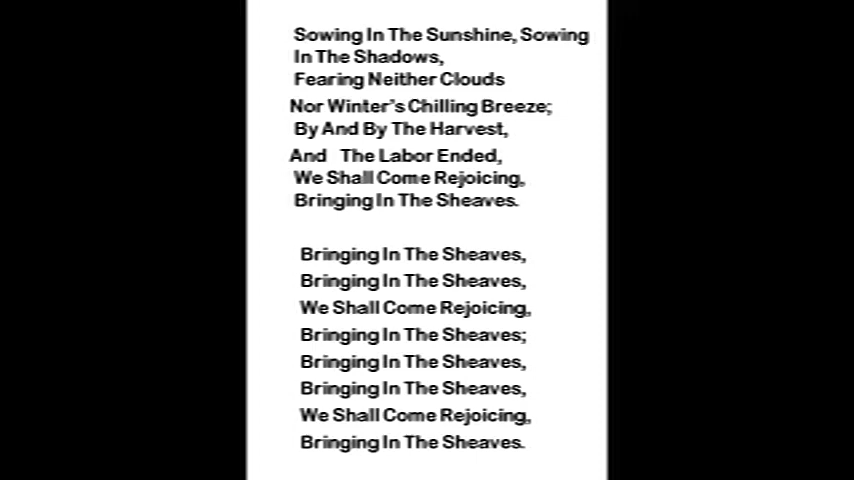 Sowing In The Sunshine, Sowing
In The Shadows,
Fearing Neither Clouds
Nor Winter's Chilling Breeze;
By And By The Harvest,
And The Labor Ended,
We Shall Come Rejoicing,
Bringing In The Sheaves.
Bringing In The Sheaves,
Bringing In The Sheaves,
We Shall Come Rejoicing,
Bringing In The Sheaves;
Bringing In The Sheaves,
Bringing In The Sheaves,
We Shall Come Rejoicing,
Bringing In The Sheaves.